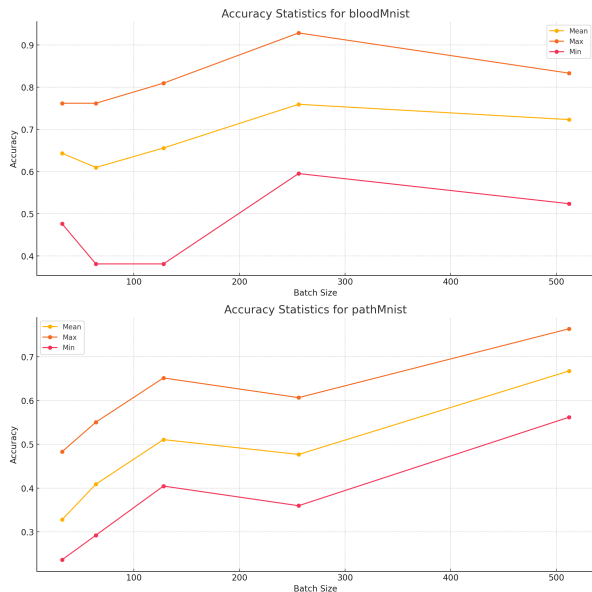 Accuracy Statistics for bloodMnist
Mean
Max
Min
Accuracy
0.9
0.8
0.7
0.6
0.5
0.4
100 200 300 400 500
Batch Size
Accuracy Statistics for pathMnist
Mean
Max
Min
Accuracy
0.7
0.6
0.5
0.4
0.3
100 200 300 400 500
Batch Size